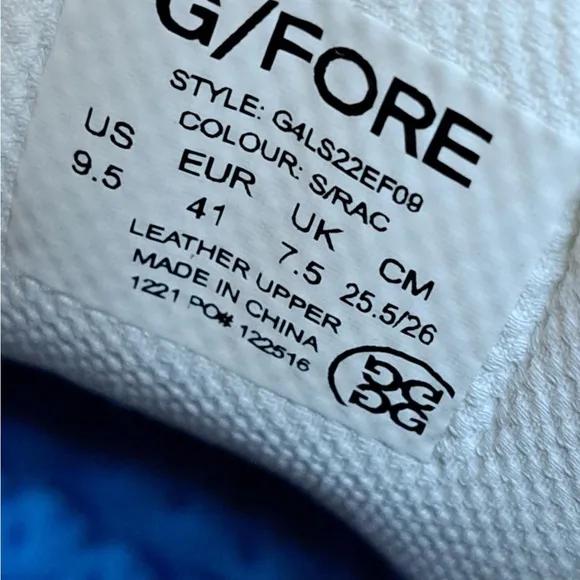 G/FORE
STYLE: G4LS22EF09
COLOUR: S/RAC
US EUR UK CM
9.5 41 7.5 25.5/26
LEATHER UPPER
MADE IN CHINA
1221 PO# 122516